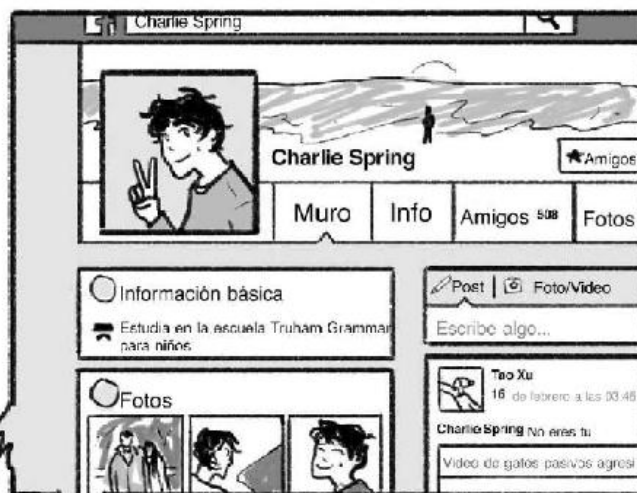 Charlie Spring
Charlie Spring
Amigos
Muro
Info
Amigos 508
Fotos
Información básica
Estudia en la escuela Truham Grammar
para niños
Fotos
Post
Foto/Video
Escribe algo...
Tao Xu
16 de febrero a las 03:46
Charlie Spring No eres tu
Video de gatos pasivos agresi